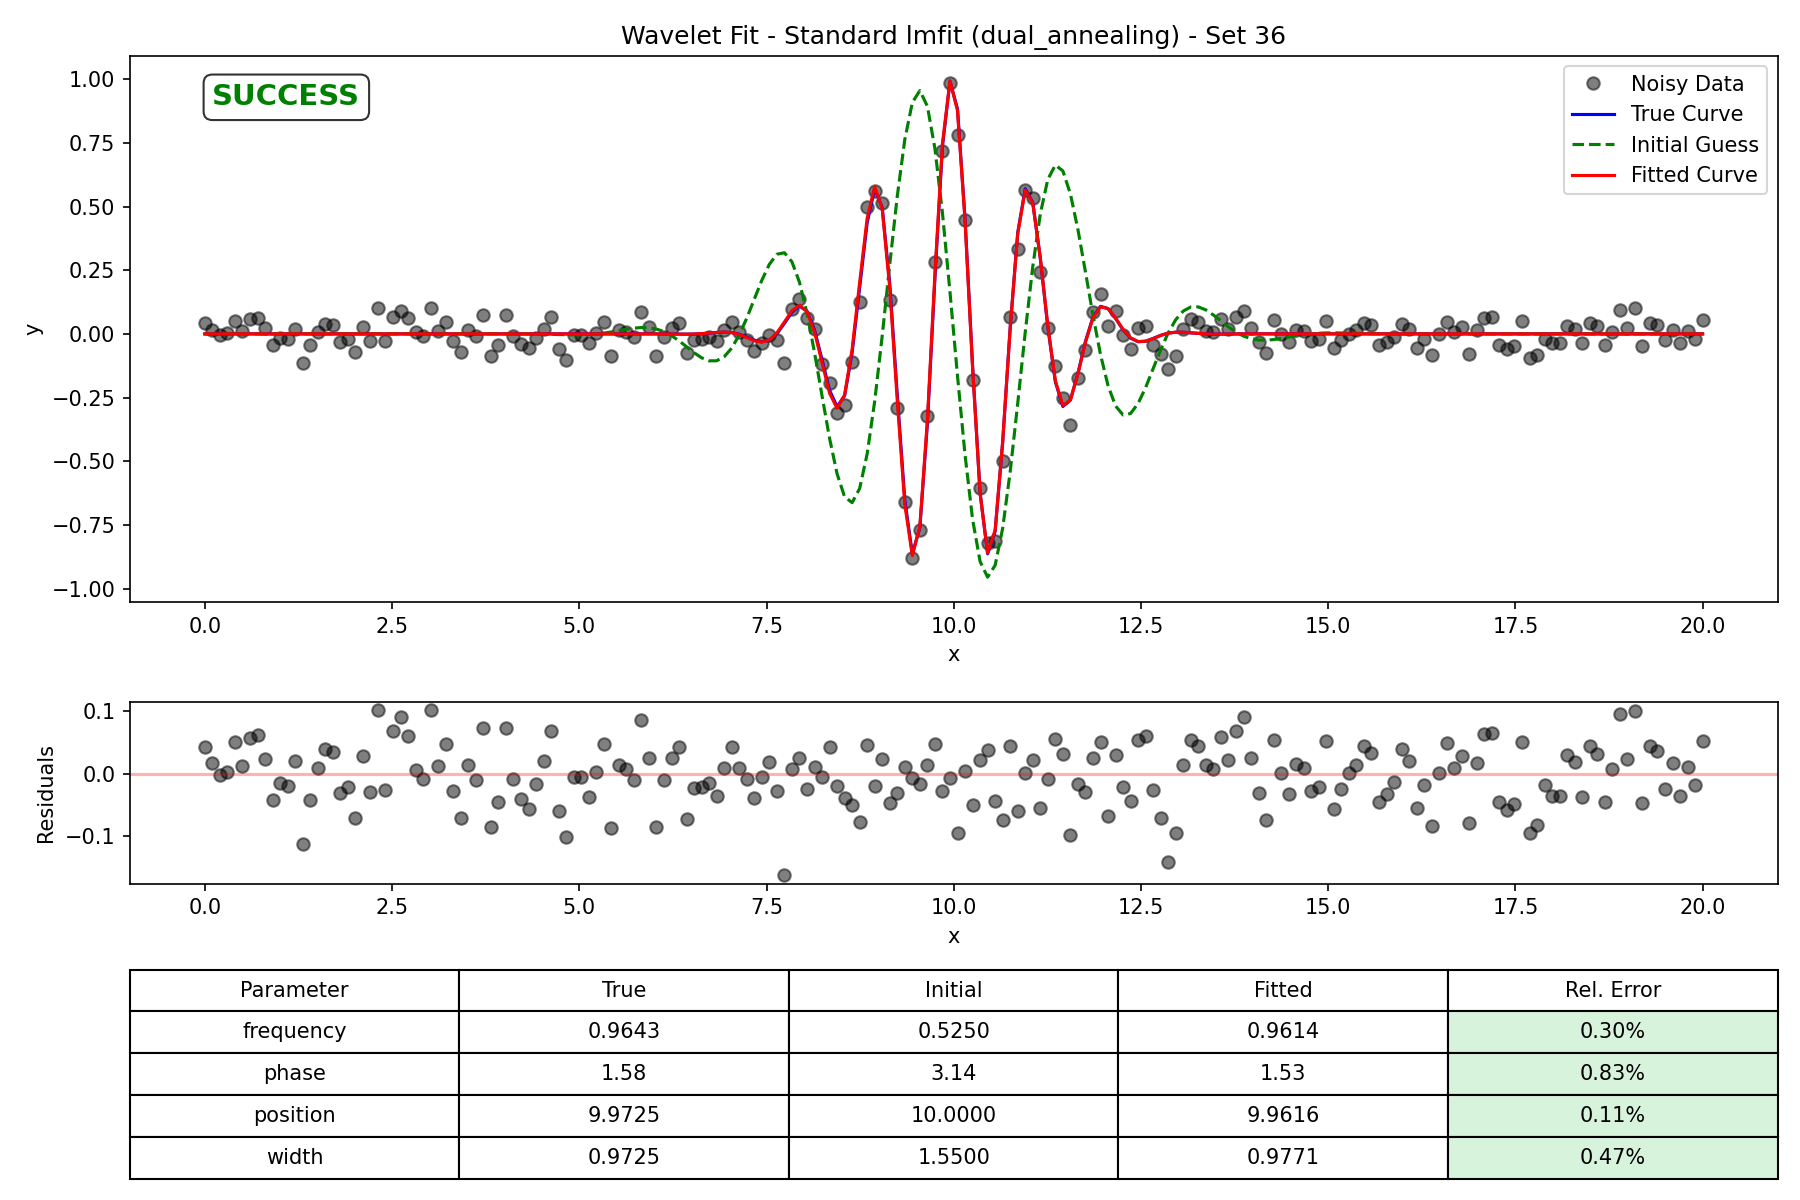 Wavelet Fit - Standard lmfit (dual_annealing) - Set 36
SUCCESS
Noisy Data
True Curve
Initial Guess
Fitted Curve
y
1.00
0.75
0.50
0.25
0.00
−0.25
−0.50
−0.75
−1.00
0.0 2.5 5.0 7.5 10.0 12.5 15.0 17.5 20.0
x
Residuals
0.1
0.0
−0.1
0.0 2.5 5.0 7.5 10.0 12.5 15.0 17.5 20.0
x
Parameter True Initial Fitted Rel. Error
frequency 0.9643 0.5250 0.9614 0.30%
phase 1.58 3.14 1.53 0.83%
position 9.9725 10.0000 9.9616 0.11%
width 0.9725 1.5500 0.9771 0.47%